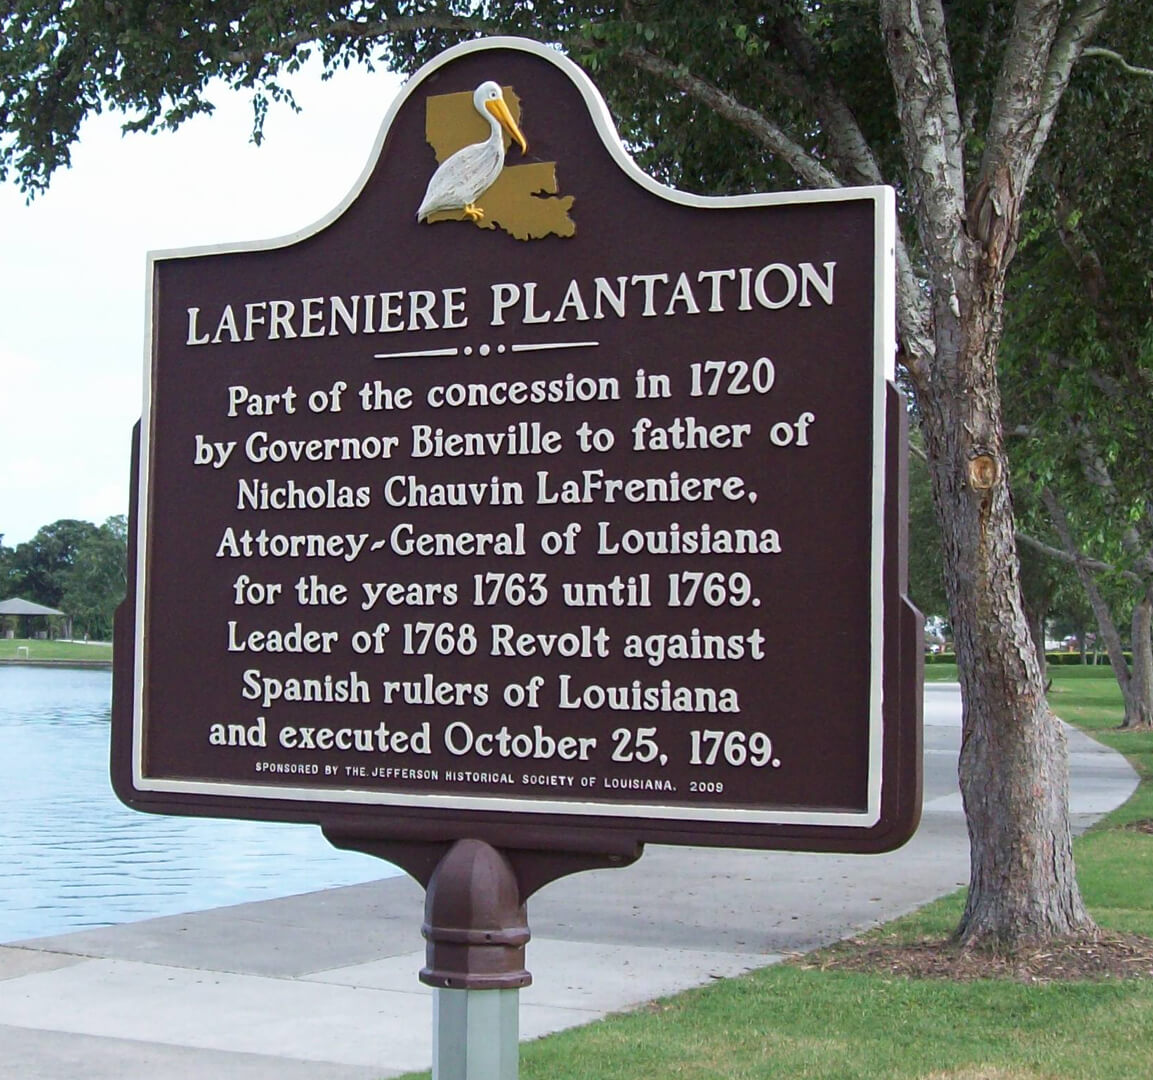 LAFRENIERE PLANTATION
Part of the concession in 1720
by Governor Bienville to father of
Nicholas Chauvin LaFreniere,
Attorney-General of Louisiana
for the years 1763 until 1769.
Leader of 1768 Revolt against
Spanish rulers of Louisiana
and executed October 25, 1769.
SPONSORED BY THE JEFFERSON HISTORICAL SOCIETY OF LOUISIANA, 2009